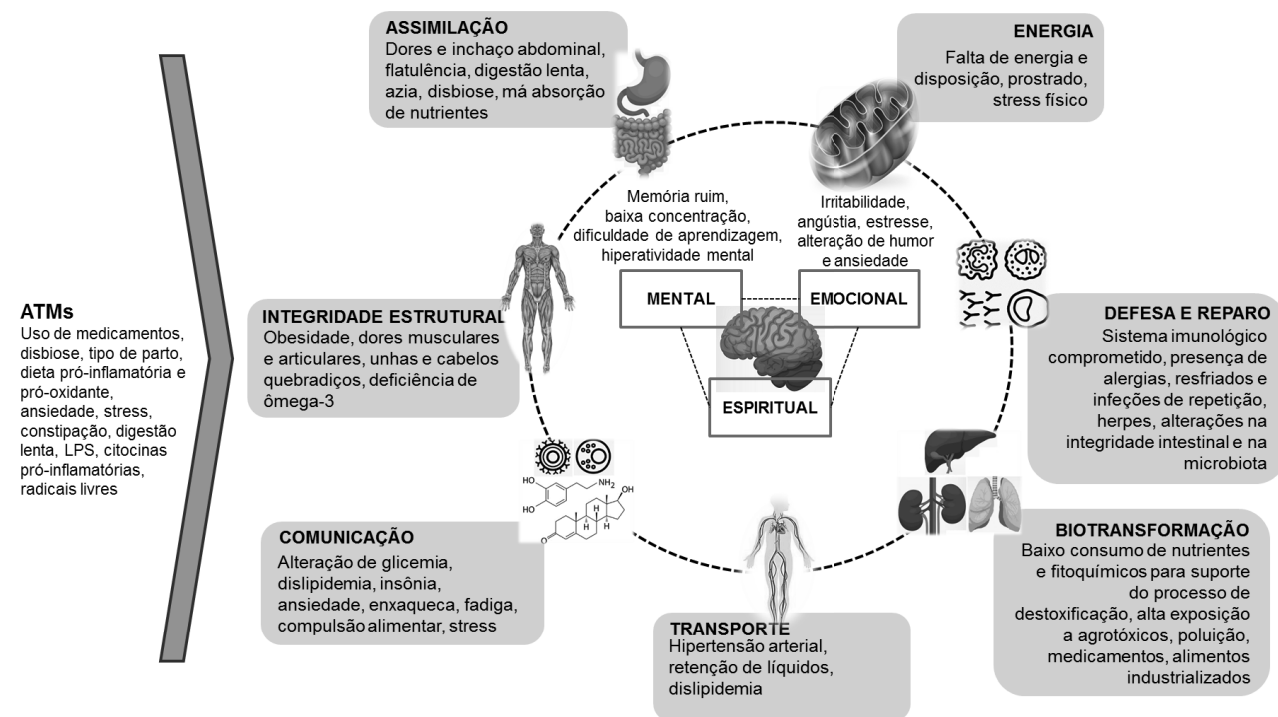 ATMs
Uso de medicamentos,
disbiose, tipo de parto,
dieta pró-inflamatória e
pró-oxidante,
ansiedade, stress,
constipação, digestão
lenta, LPS, citocinas
pró-inflamatórias,
radicais livres
ASSIMILAÇÃO
Dores e inchaço abdominal,
flatulência, digestão lenta,
azia, disbiose, má absorção
de nutrientes
ENERGIA
Falta de energia e
disposição, prostrado,
stress físico
Memória ruim,
baixa concentração,
dificuldade de aprendizagem,
hiperatividade mental
Irritabilidade,
angústia, estresse,
alteração de humor
e ansiedade
MENTAL
EMOCIONAL
ESPIRITUAL
INTEGRIDADE ESTRUTURAL
Obesidade, dores musculares
e articulares, unhas e cabelos
quebradiços, deficiência de
ômega-3
DEFESA E REPARO
Sistema imunológico
comprometido, presença de
alergias, resfriados e
infeções de repetição,
herpes, alterações na
integridade intestinal e na
microbiota
HO
NH2
HO
OH
H
H
H
O
COMUNICAÇÃO
Alteração de glicemia,
dislipidemia, insônia,
ansiedade, enxaqueca, fadiga,
compulsão alimentar, stress
TRANSPORTE
Hipertensão arterial,
retenção de líquidos,
dislipidemia
BIOTRANSFORMAÇÃO
Baixo consumo de nutrientes
e fitoquímicos para suporte
do processo de
destoxificação, alta exposição
a agrotóxicos, poluição,
medicamentos, alimentos
industrializados